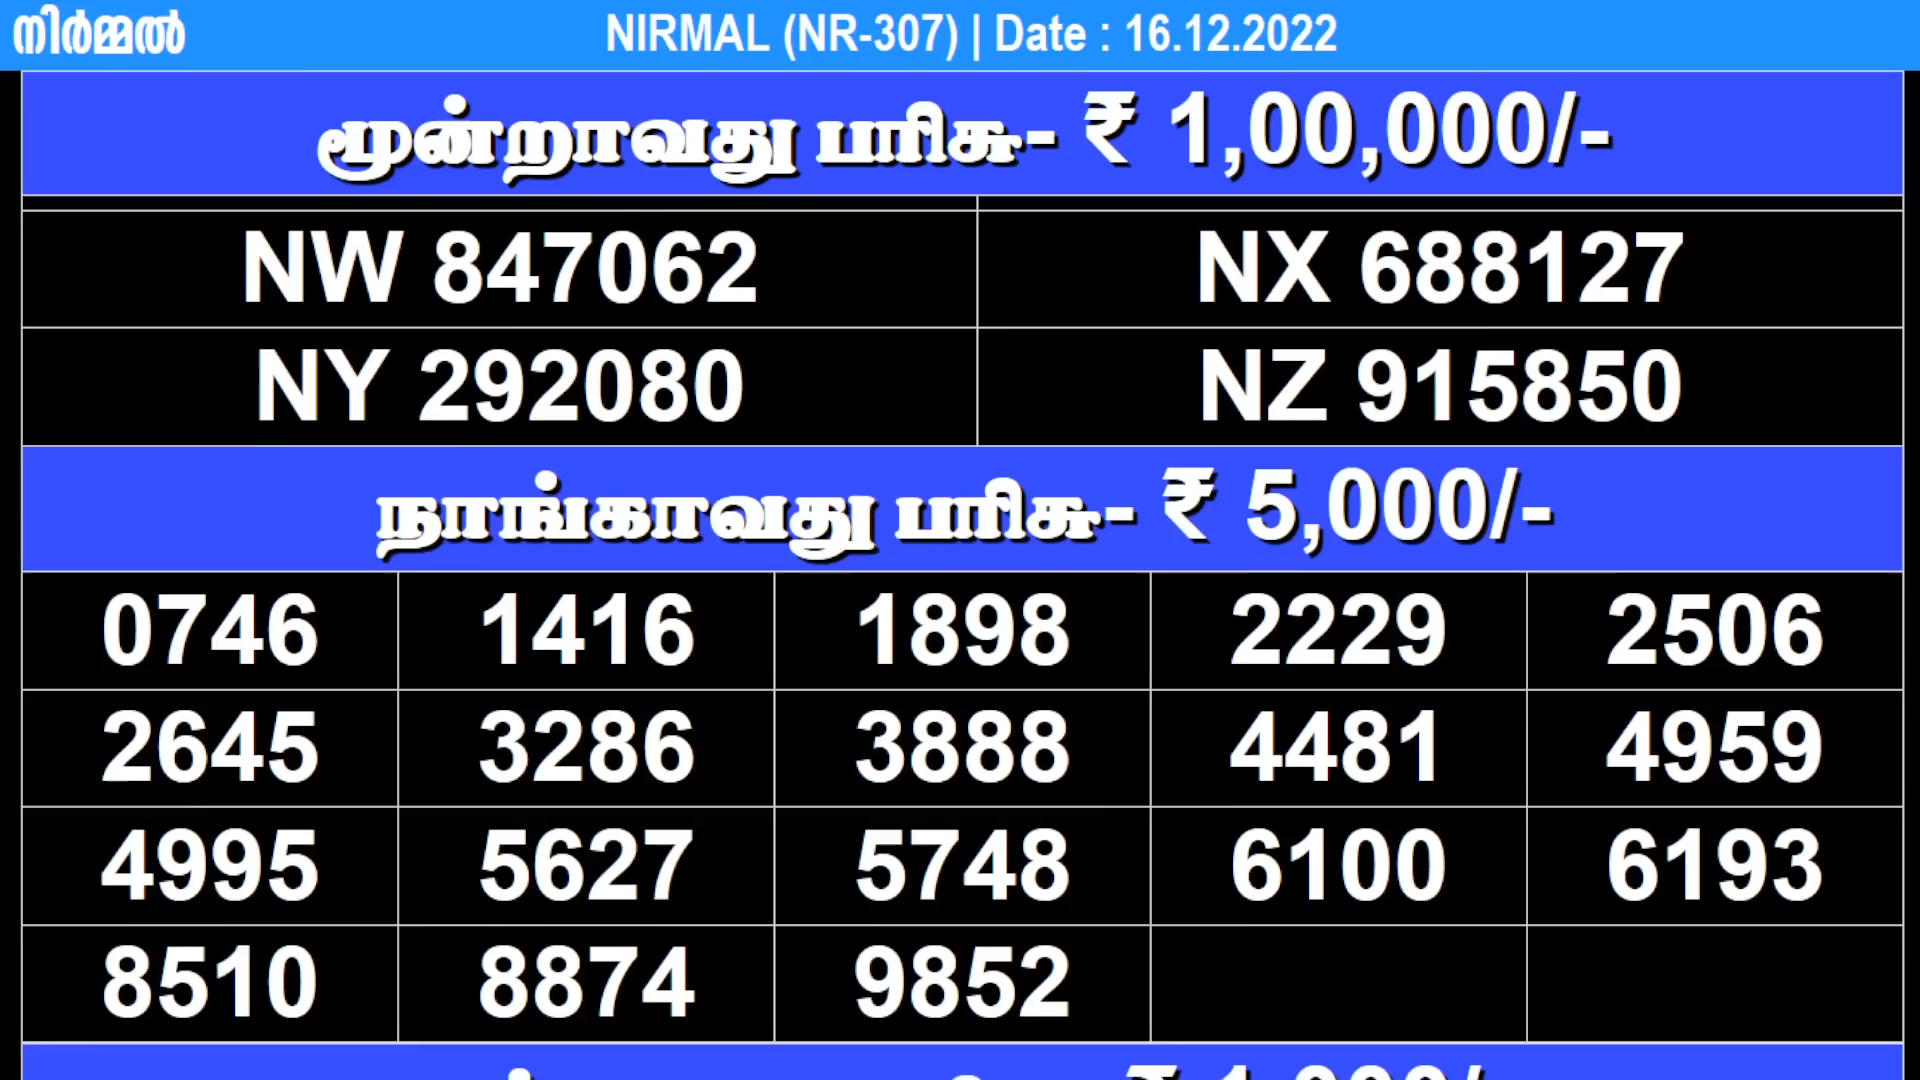 നിർമ്മൽ NIRMAL (NR-307) | Date : 16.12.2022
மூன்றாவது பரிசு- ₹ 1,00,000/-
NW 847062 NX 688127
NY 292080 NZ 915850
நாங்காவது பரிசு- ₹ 5,000/-
0746 1416 1898 2229 2506
2645 3286 3888 4481 4959
4995 5627 5748 6100 6193
8510 8874 9852